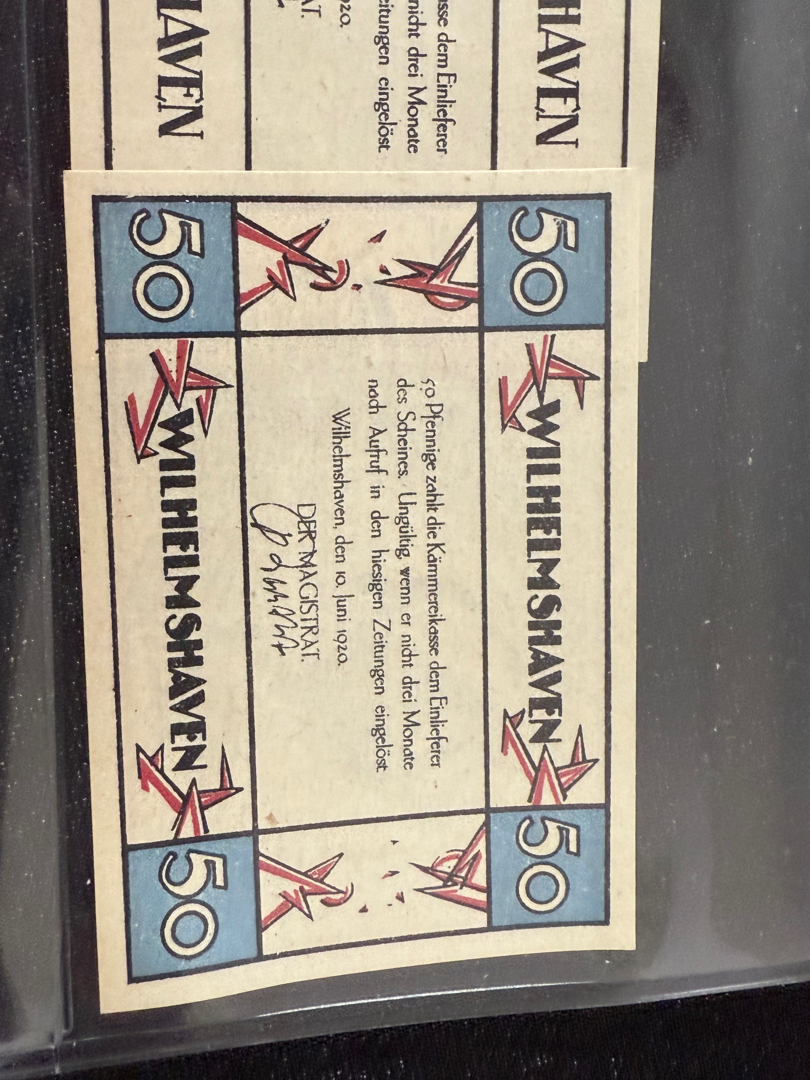 HAVEN
sse dem Einlieferer
nicht drei Monate
eitungen eingelöst.
920.
AT.
HAVEN
50
50
WILHELMSHAVEN
50 Pfennige zahlt die Kämmereikasse dem Einlieferer
des Scheines. Ungültig, wenn er nicht drei Monate
nach Aufruf in den hiesigen Zeitungen eingelöst.
Wilhelmshaven, den 10. Juni 1920.
DER MAGISTRAT.
50
WILHELMSHAVEN
50